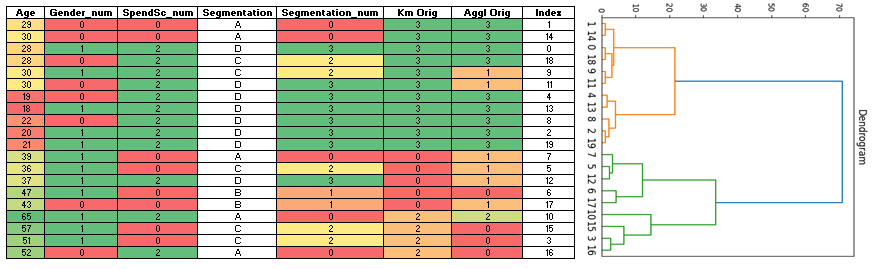 Age Gender_num SpendSc_num Segmentation Segmentation_num Km Orig Aggl Orig Index
29 0 0 A 0 3 3 1
30 0 0 A 0 3 3 14
28 1 2 D 3 3 3 0
28 0 2 C 2 3 3 18
30 1 2 C 2 3 1 9
30 0 2 D 3 3 1 11
19 0 2 D 3 3 3 4
18 1 2 D 3 3 3 13
22 0 2 D 3 3 3 8
20 1 2 D 3 3 3 2
21 1 2 D 3 3 3 19
39 1 0 A 0 0 1 7
36 1 0 C 2 0 1 5
37 1 2 D 3 0 1 12
47 1 0 B 1 0 0 6
43 0 0 B 1 0 1 17
65 1 2 A 0 2 2 10
57 1 0 C 2 2 0 15
51 1 0 C 2 2 0 3
52 0 2 A 0 2 0 16
Dendrogram
0 10 20 30 40 50 60 70
1 14 0 18 9 11 4 13 8 2 19 7 5 12 6 17 10 15 3 16